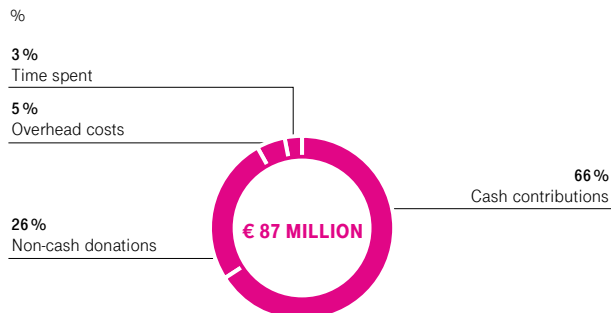 %
3 %
Time spent
5 %
Overhead costs
66 %
Cash contributions
26 %
Non-cash donations
€ 87 MILLION